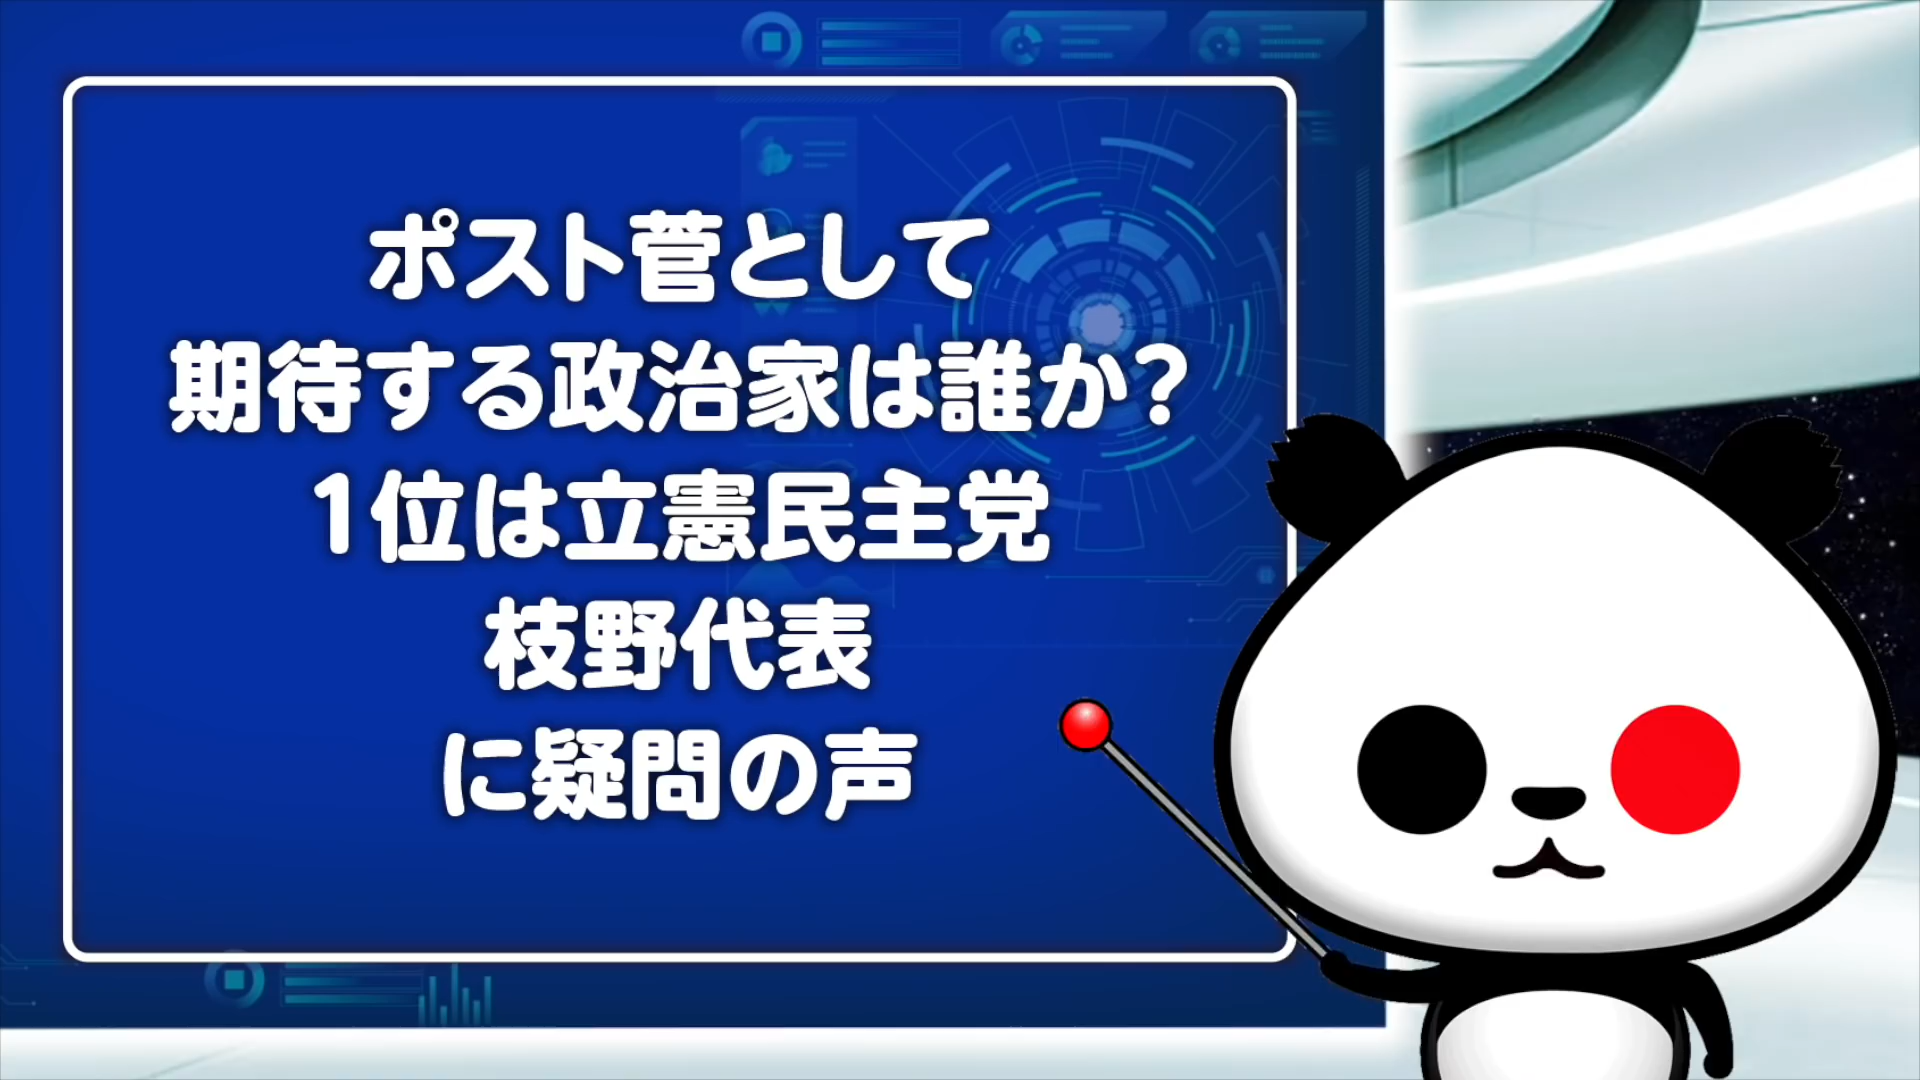 ポスト菅として
期待する政治家は誰か?
1位は立憲民主党
枝野代表
に疑問の声